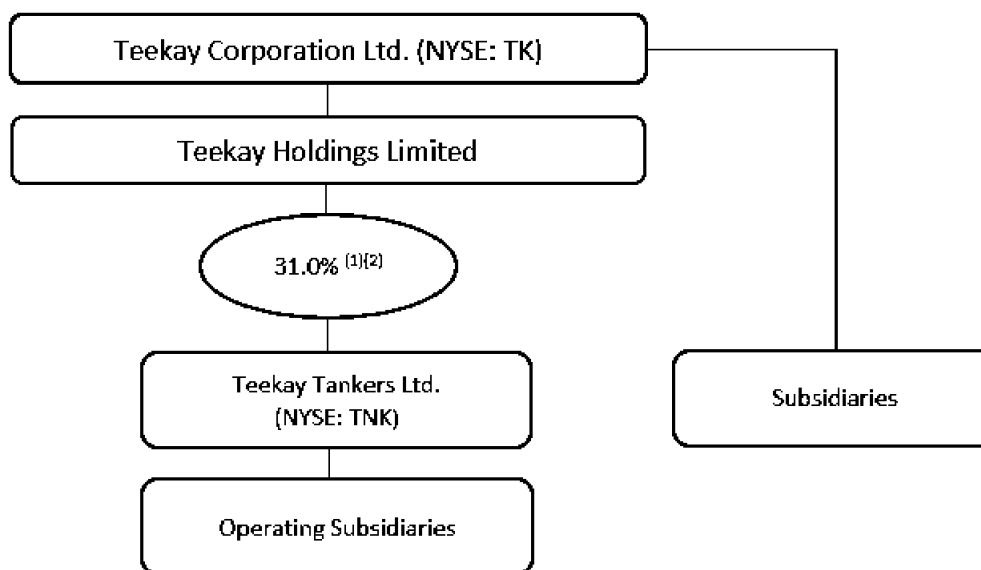 Teekay Corporation Ltd. (NYSE: TK)
Teekay Holdings Limited
31.0% (1)(2)
Teekay Tankers Ltd.
(NYSE: TNK)
Subsidiaries
Operating Subsidiaries